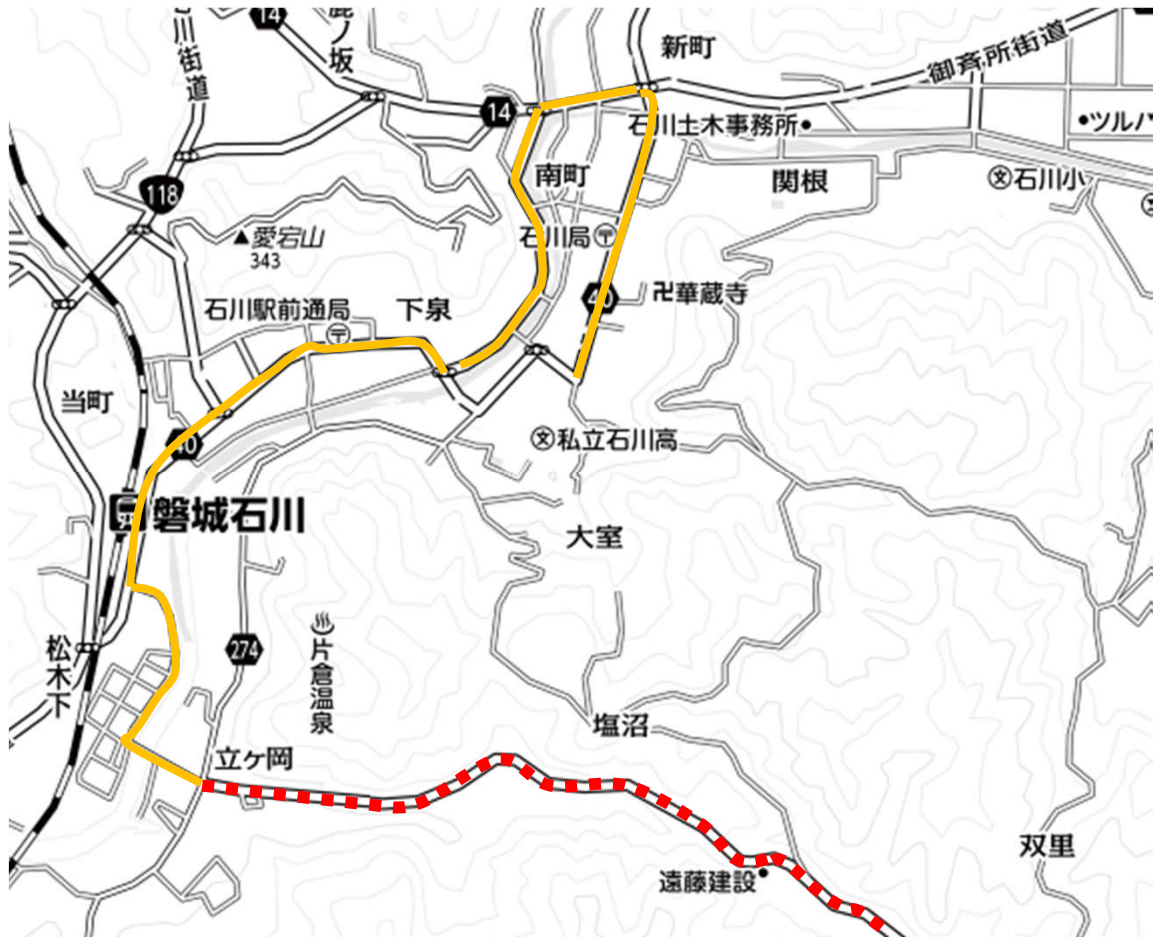 14
鹿ノ坂
川街道
新町
御斉所街道
14
石川土木事務所
ツルハ
118
南町
関根
石川小
愛宕山
343
石川局
40
華蔵寺
石川駅前通局
下泉
当町
40
私立石川高
磐城石川
大室
松木下
274
片倉温泉
塩沼
立ケ岡
双里
遠藤建設